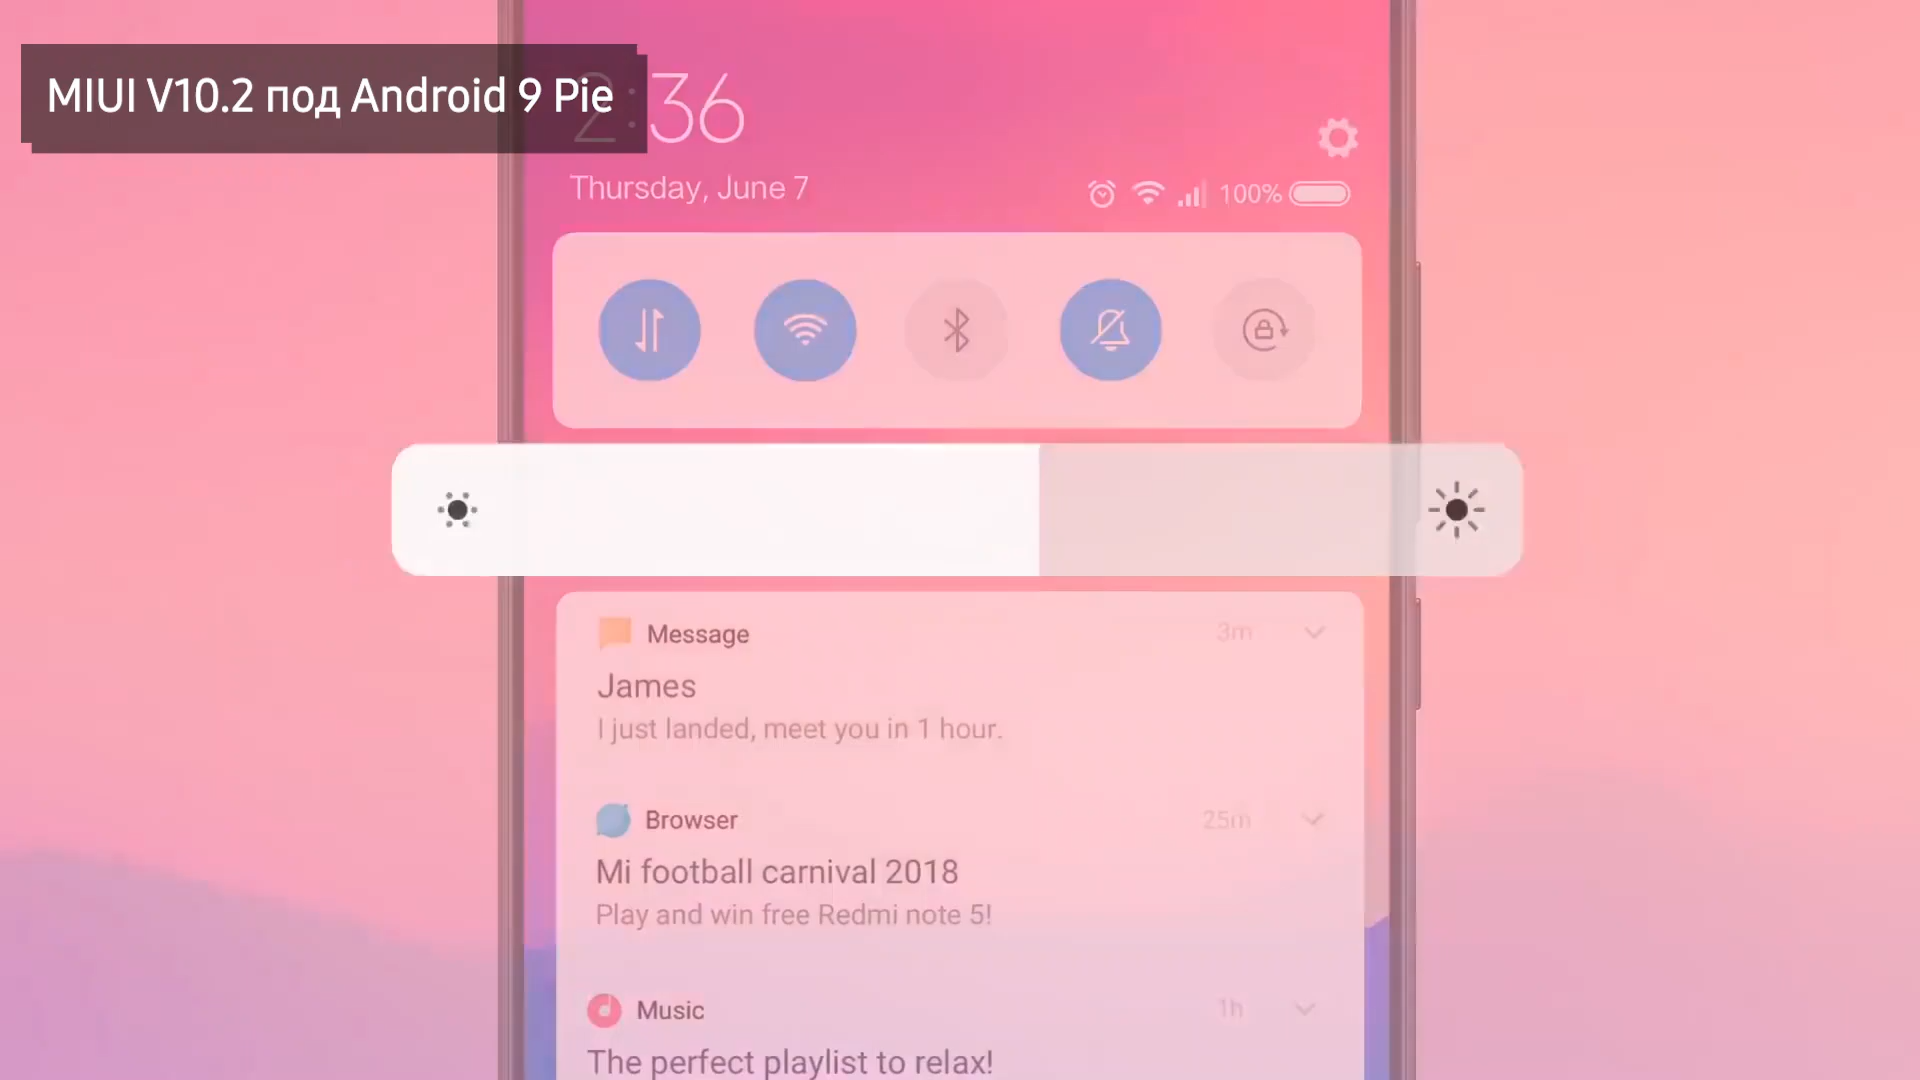 MIUI V10.2 под Android 9 Pie
2:36
Thursday, June 7
100%
Message
3m
James
I just landed, meet you in 1 hour.
Browser
25m
Mi football carnival 2018
Play and win free Redmi note 5!
Music
1h
The perfect playlist to relax!